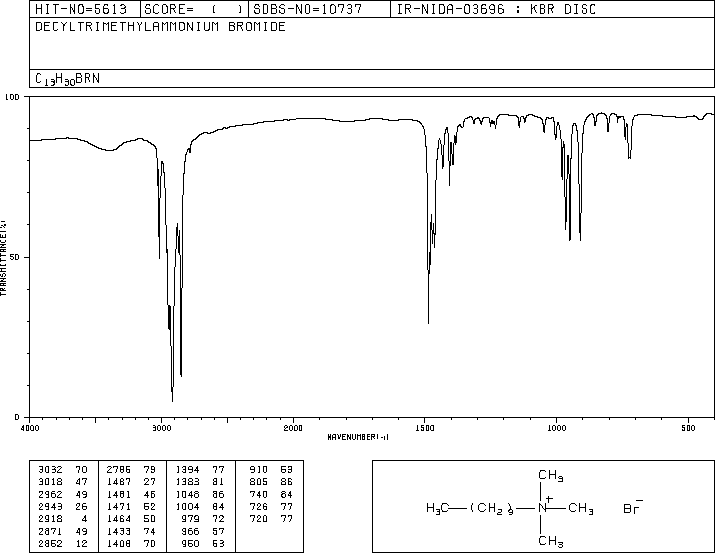 HIT-NO=5613 SCORE= ( ) SDBS-NO=10737 IR-NIDA-03696 : KBR DISC
DECYLTRIMETHYLAMMONIUM BROMIDE
C13H30BRN
100
50
0
TRANSMITTANCE(%)
4000 3000 2000 1500 1000 500
WAVENUMBER(-1)
3032 70 2786 79 1394 77 910 53
3018 47 1487 27 1383 81 805 86
2962 49 1481 46 1048 86 740 84
2943 26 1471 52 1004 84 726 77
2918 4 1464 50 979 72 720 77
2871 49 1433 74 966 57
2852 12 1408 70 950 53
CH3
H3C—(CH2)9—N+—CH3 Br−
CH3